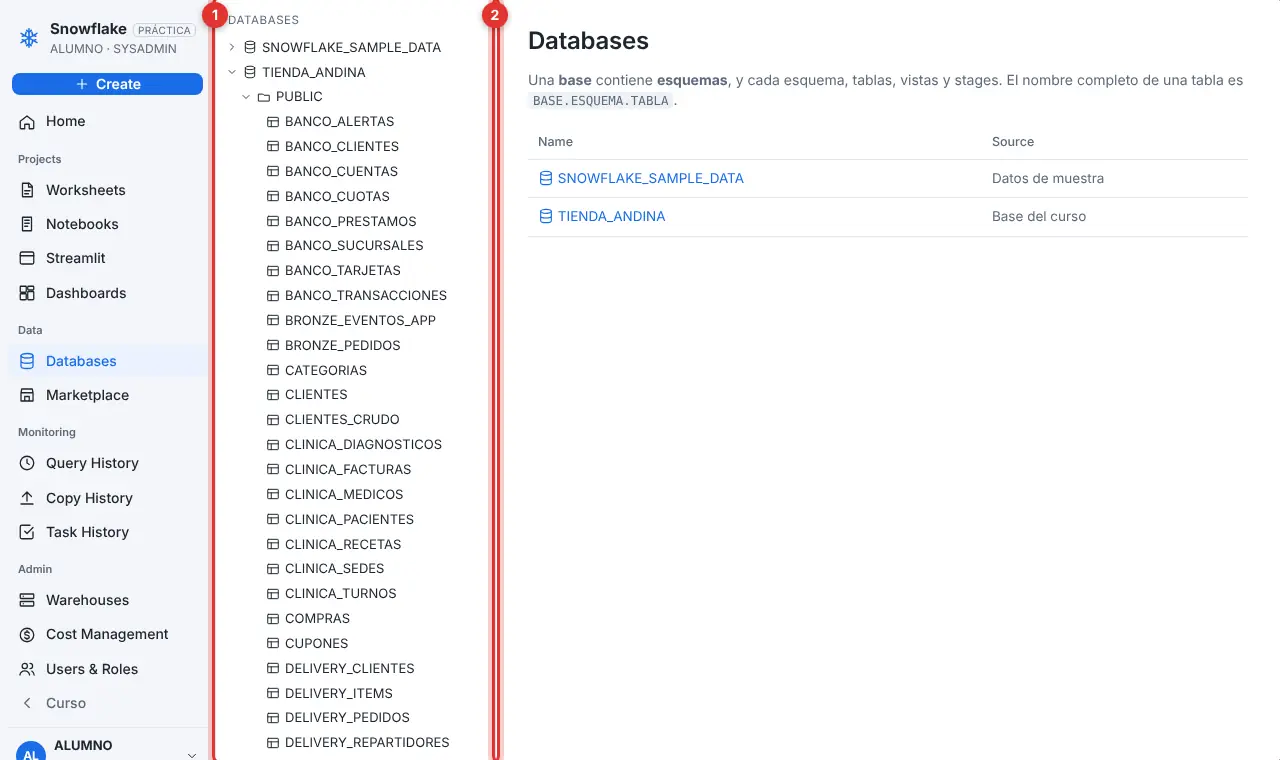 Snowflake PRÁCTICA
ALUMNO · SYSADMIN
+ Create
Home
Projects
Worksheets
Notebooks
Streamlit
Dashboards
Data
Databases
Marketplace
Monitoring
Query History
Copy History
Task History
Admin
Warehouses
Cost Management
Users & Roles
Curso
AL
ALUMNO
1
DATABASES
SNOWFLAKE_SAMPLE_DATA
TIENDA_ANDINA
PUBLIC
BANCO_ALERTAS
BANCO_CLIENTES
BANCO_CUENTAS
BANCO_CUOTAS
BANCO_PRESTAMOS
BANCO_SUCURSALES
BANCO_TARJETAS
BANCO_TRANSACCIONES
BRONZE_EVENTOS_APP
BRONZE_PEDIDOS
CATEGORIAS
CLIENTES
CLIENTES_CRUDO
CLINICA_DIAGNOSTICOS
CLINICA_FACTURAS
CLINICA_MEDICOS
CLINICA_PACIENTES
CLINICA_RECETAS
CLINICA_SEDES
CLINICA_TURNOS
COMPRAS
CUPONES
DELIVERY_CLIENTES
DELIVERY_ITEMS
DELIVERY_PEDIDOS
DELIVERY_REPARTIDORES
2
Databases
Una base contiene esquemas, y cada esquema, tablas, vistas y stages. El nombre completo de una tabla es
BASE.ESQUEMA.TABLA.
Name Source
SNOWFLAKE_SAMPLE_DATA Datos de muestra
TIENDA_ANDINA Base del curso